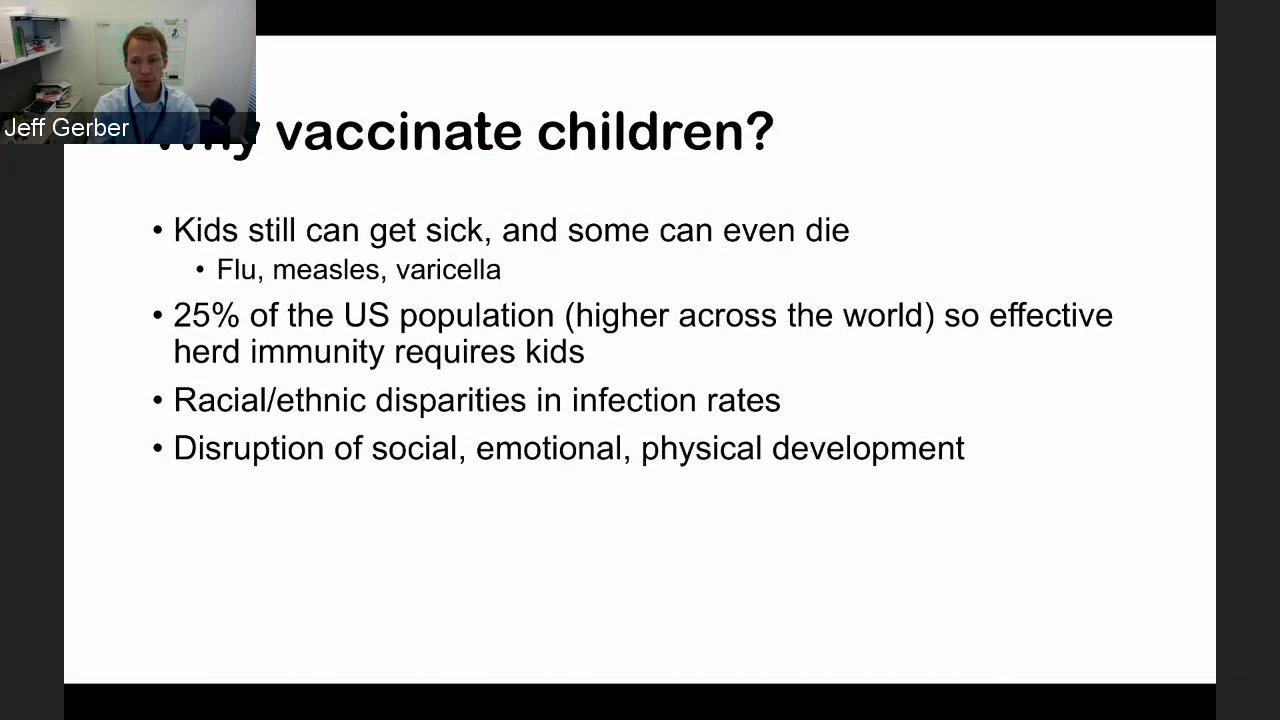 Jeff Gerber
vaccinate children?
• Kids still can get sick, and some can even die
• Flu, measles, varicella
• 25% of the US population (higher across the world) so effective
herd immunity requires kids
• Racial/ethnic disparities in infection rates
• Disruption of social, emotional, physical development